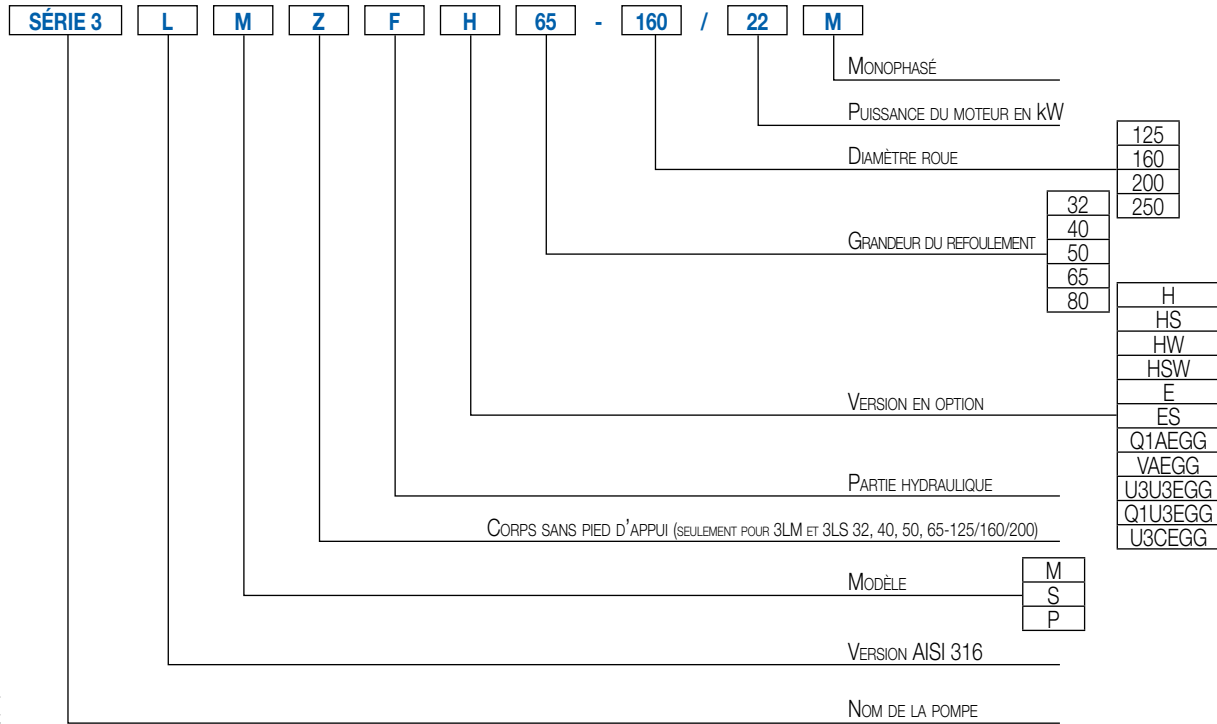 SÉRIE 3 L M Z F H 65 - 160 / 22 M
Monophasé
Puissance du moteur en kW
Diamètre roue
125
160
200
250
Grandeur du refoulement
32
40
50
65
80
Version en option
H
HS
HW
HSW
E
ES
Q1AEGG
VAEGG
U3U3EGG
Q1U3EGG
U3CEGG
Partie hydraulique
Corps sans pied d'appui (seulement pour 3LM et 3LS 32, 40, 50, 65-125/160/200)
Modèle
M
S
P
Version AISI 316
Nom de la pompe